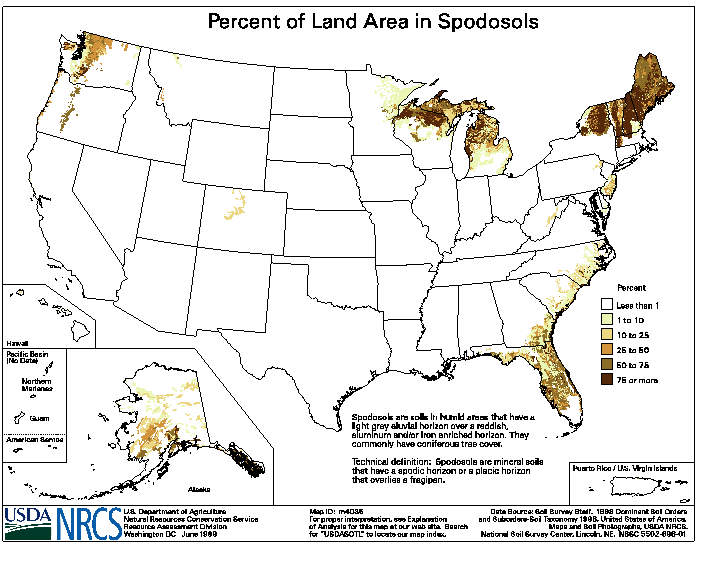 Percent of Land Area in Spodosols
Percent
Less than 1
1 to 10
10 to 25
25 to 50
50 to 75
75 or more
Hawaii
Pacific Basin
(No Data)
Northern
Marianas
Guam
American Samoa
Alaska
Spodosols are soils in humid areas that have a
light grey eluvial horizon over a reddish,
aluminum and/or iron enriched horizon. They
commonly have coniferous tree cover.
Technical definition: Spodosols are mineral soils
that have a spodic horizon or a placic horizon
that overlies a fragipan.
Puerto Rico / U.S. Virgin Islands
USDA
NRCS
U.S. Department of Agriculture
Natural Resources Conservation Service
Resource Assessment Division
Washington DC June 1999
Map ID: m4036
For proper interpretation, see Explanation
of Analysis for this map at our web site. Search
for "USDASOTL" to locate our map index.
Data Source: Soil Survey Staff. 1998 Dominant Soil Orders
and Suborders-Soil Taxonomy 1998, United States of America.
Maps and Soil Photographs, USDA NRCS,
National Soil Survey Center, Lincoln, NE.